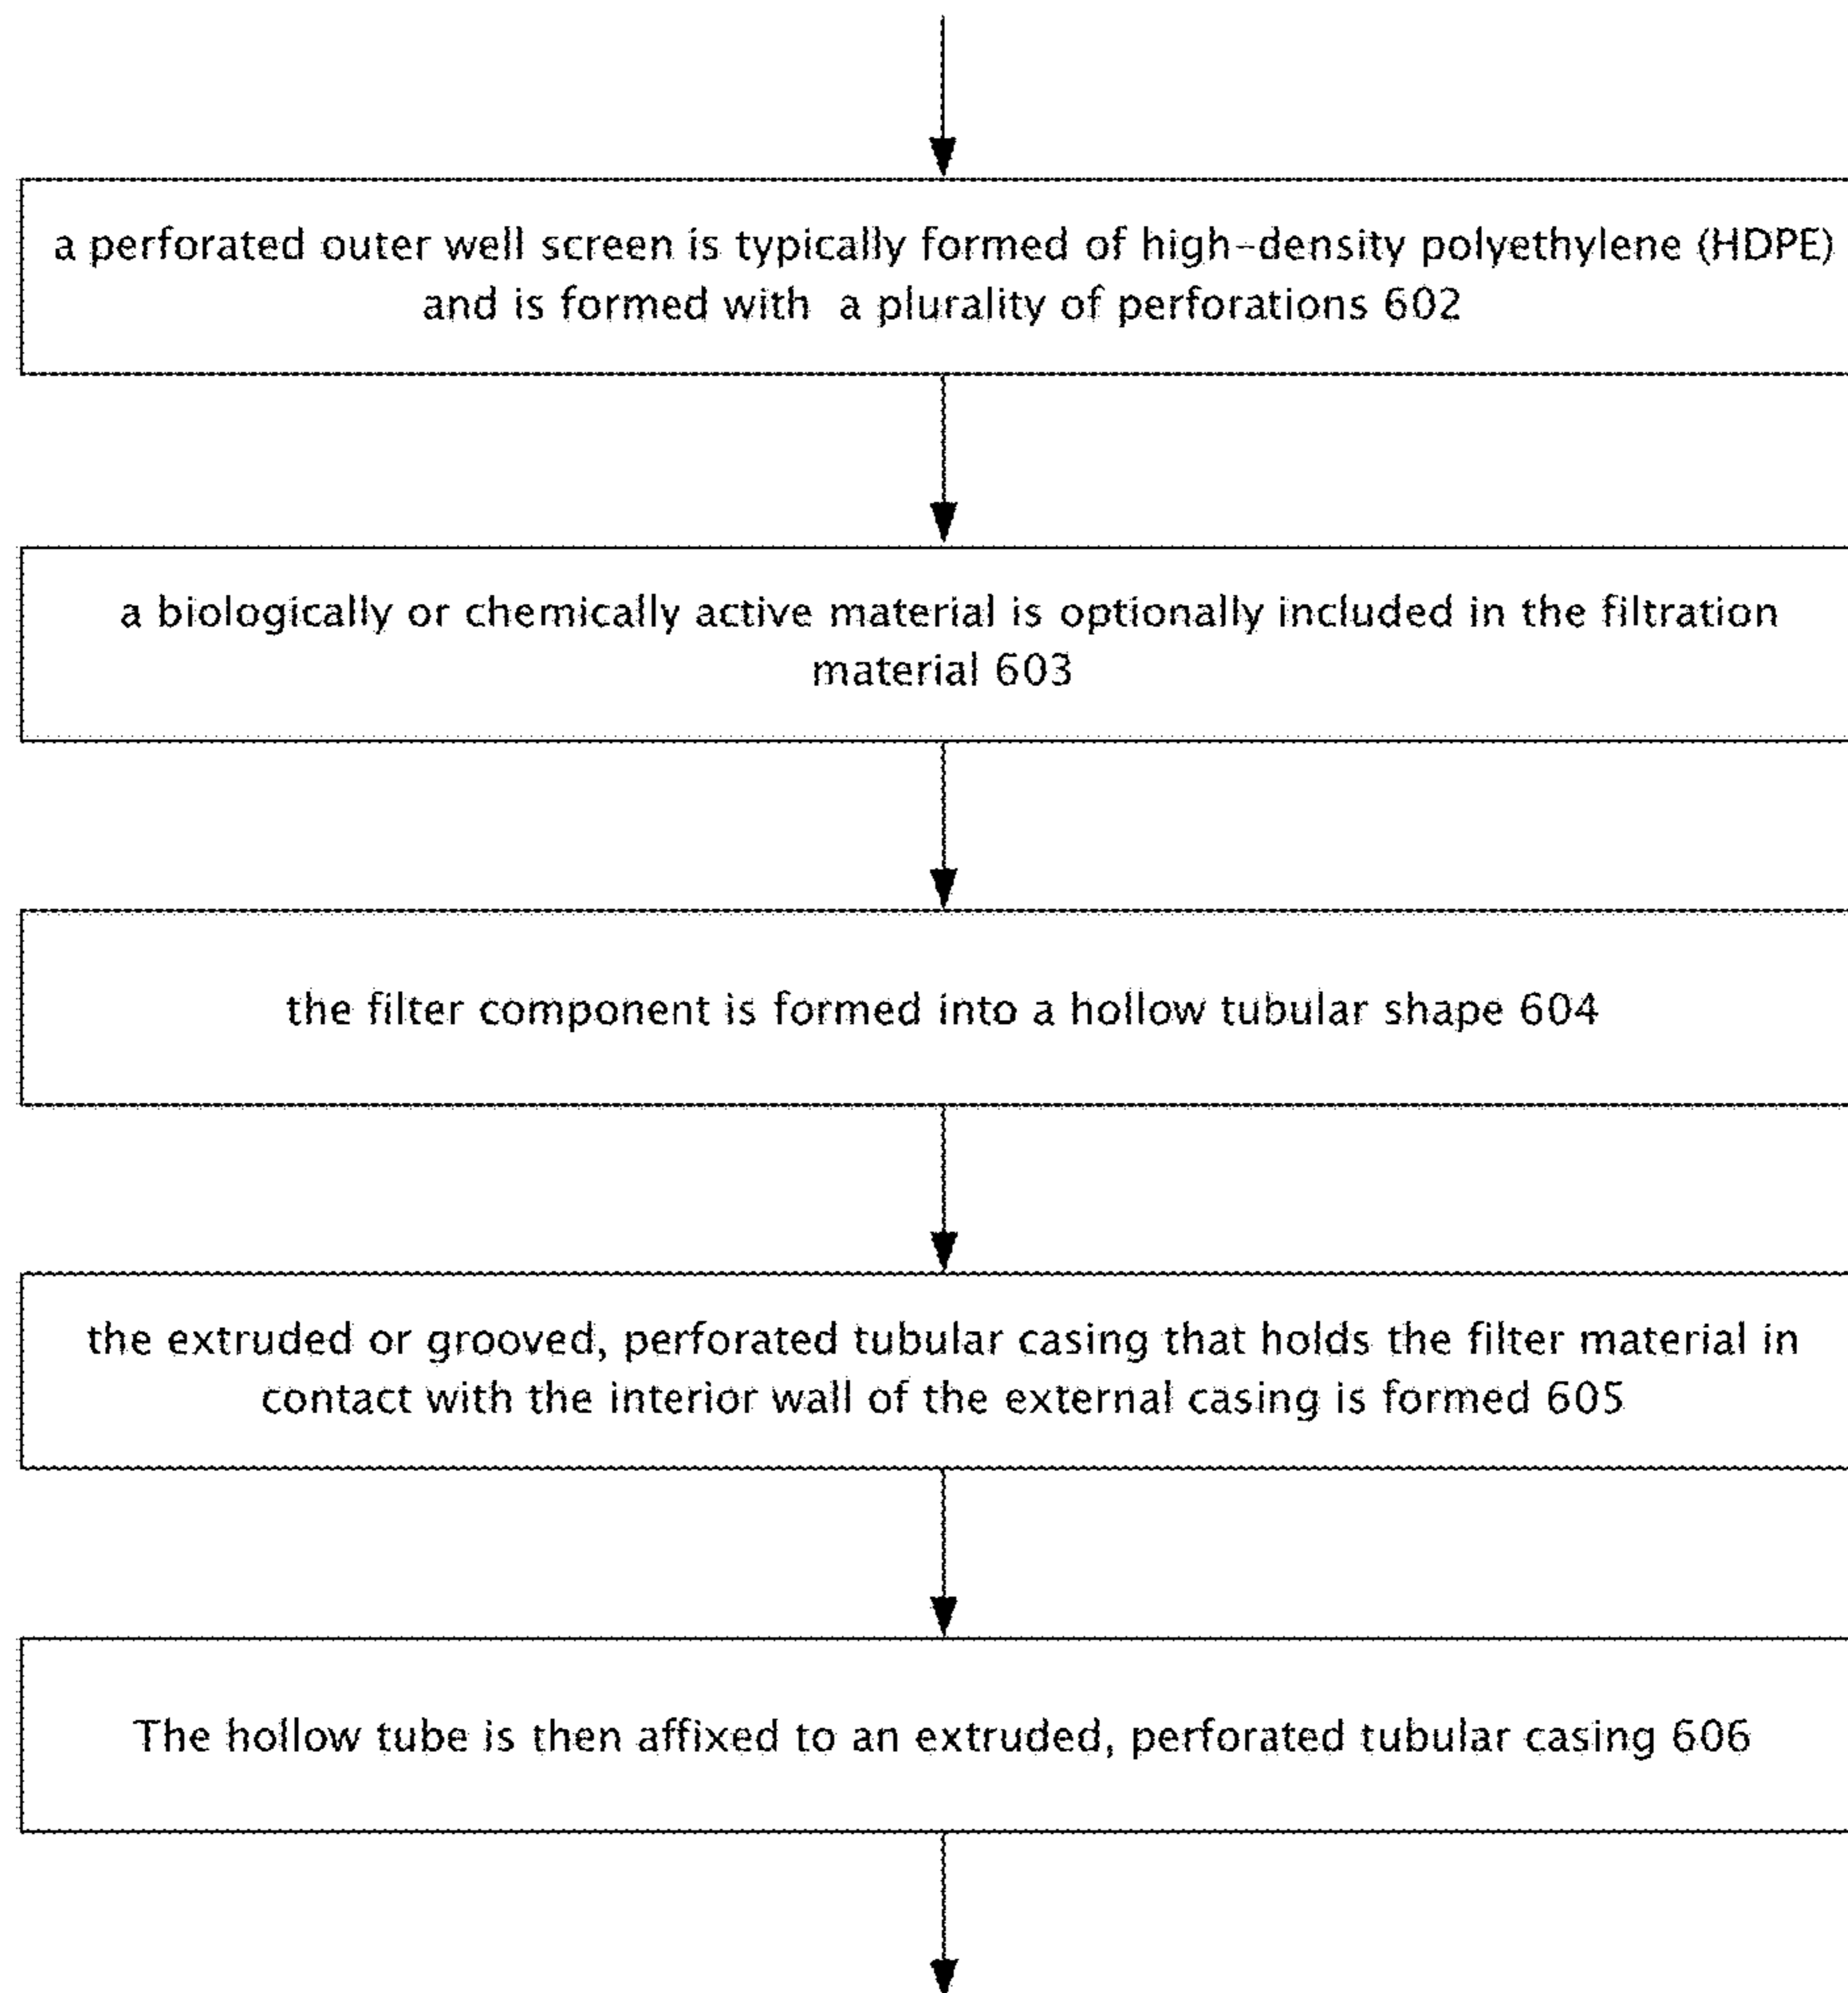 a perforated outer well screen is typically formed of high-density polyethylene (HDPE)
and is formed with a plurality of perforations 602
a biologically or chemically active material is optionally included in the filtration
material 603
the filter component is formed into a hollow tubular shape 604
the extruded or grooved, perforated tubular casing that holds the filter material in
contact with the interior wall of the external casing is formed 605
The hollow tube is then affixed to an extruded, perforated tubular casing 606